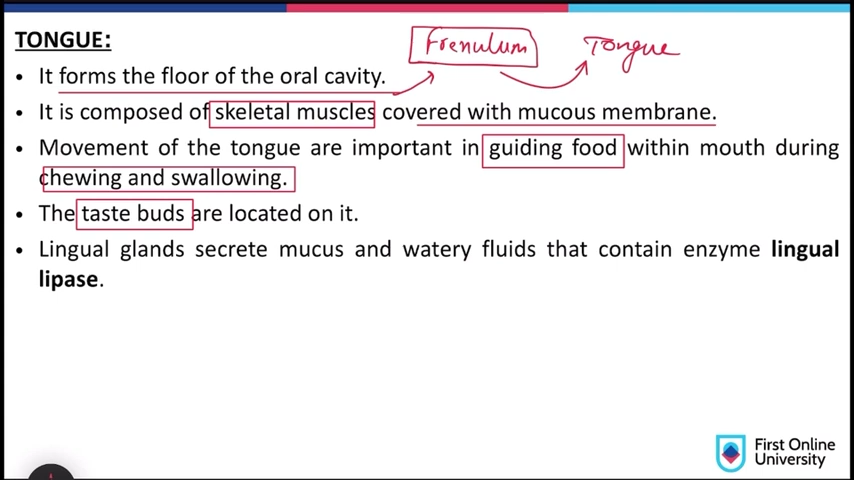 TONGUE:
Frenulum
Tongue
• It forms the floor of the oral cavity.
• It is composed of skeletal muscles covered with mucous membrane.
• Movement of the tongue are important in guiding food within mouth during
chewing and swallowing.
• The taste buds are located on it.
• Lingual glands secrete mucus and watery fluids that contain enzyme lingual
lipase.
First Online
University